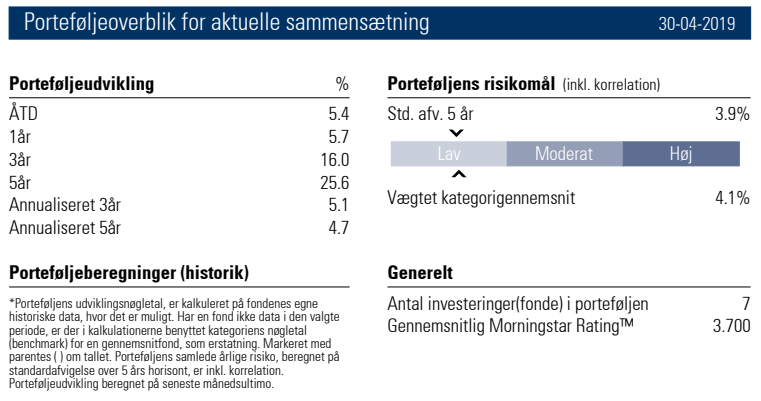 Porteføljeoverblik for aktuelle sammensætning 30-04-2019
Porteføljeudvikling %
ÅTD 5.4
1år 5.7
3år 16.0
5år 25.6
Annualiseret 3år 5.1
Annualiseret 5år 4.7
Porteføljens risikomål (inkl. korrelation)
Std. afv. 5 år 3.9%
Lav Moderat Høj
Vægtet kategorigennemsnit 4.1%
Porteføljeberegninger (historik)
*Porteføljens udviklingsnøgletal, er kalkuleret på fondenes egne
historiske data, hvor det er muligt. Har en fond ikke data i den valgte
periode, er der i kalkulationerne benyttet kategoriens nøgletal
(benchmark) for en gennemsnitfond, som erstatning. Markeret med
parentes ( ) om tallet. Porteføljens samlede årlige risiko, beregnet på
standardafvigelse over 5 års horisont, er inkl. korrelation.
Porteføljeudvikling beregnet på seneste månedsultimo.
Generelt
Antal investeringer(fonde) i porteføljen 7
Gennemsnitlig Morningstar Rating™ 3.700